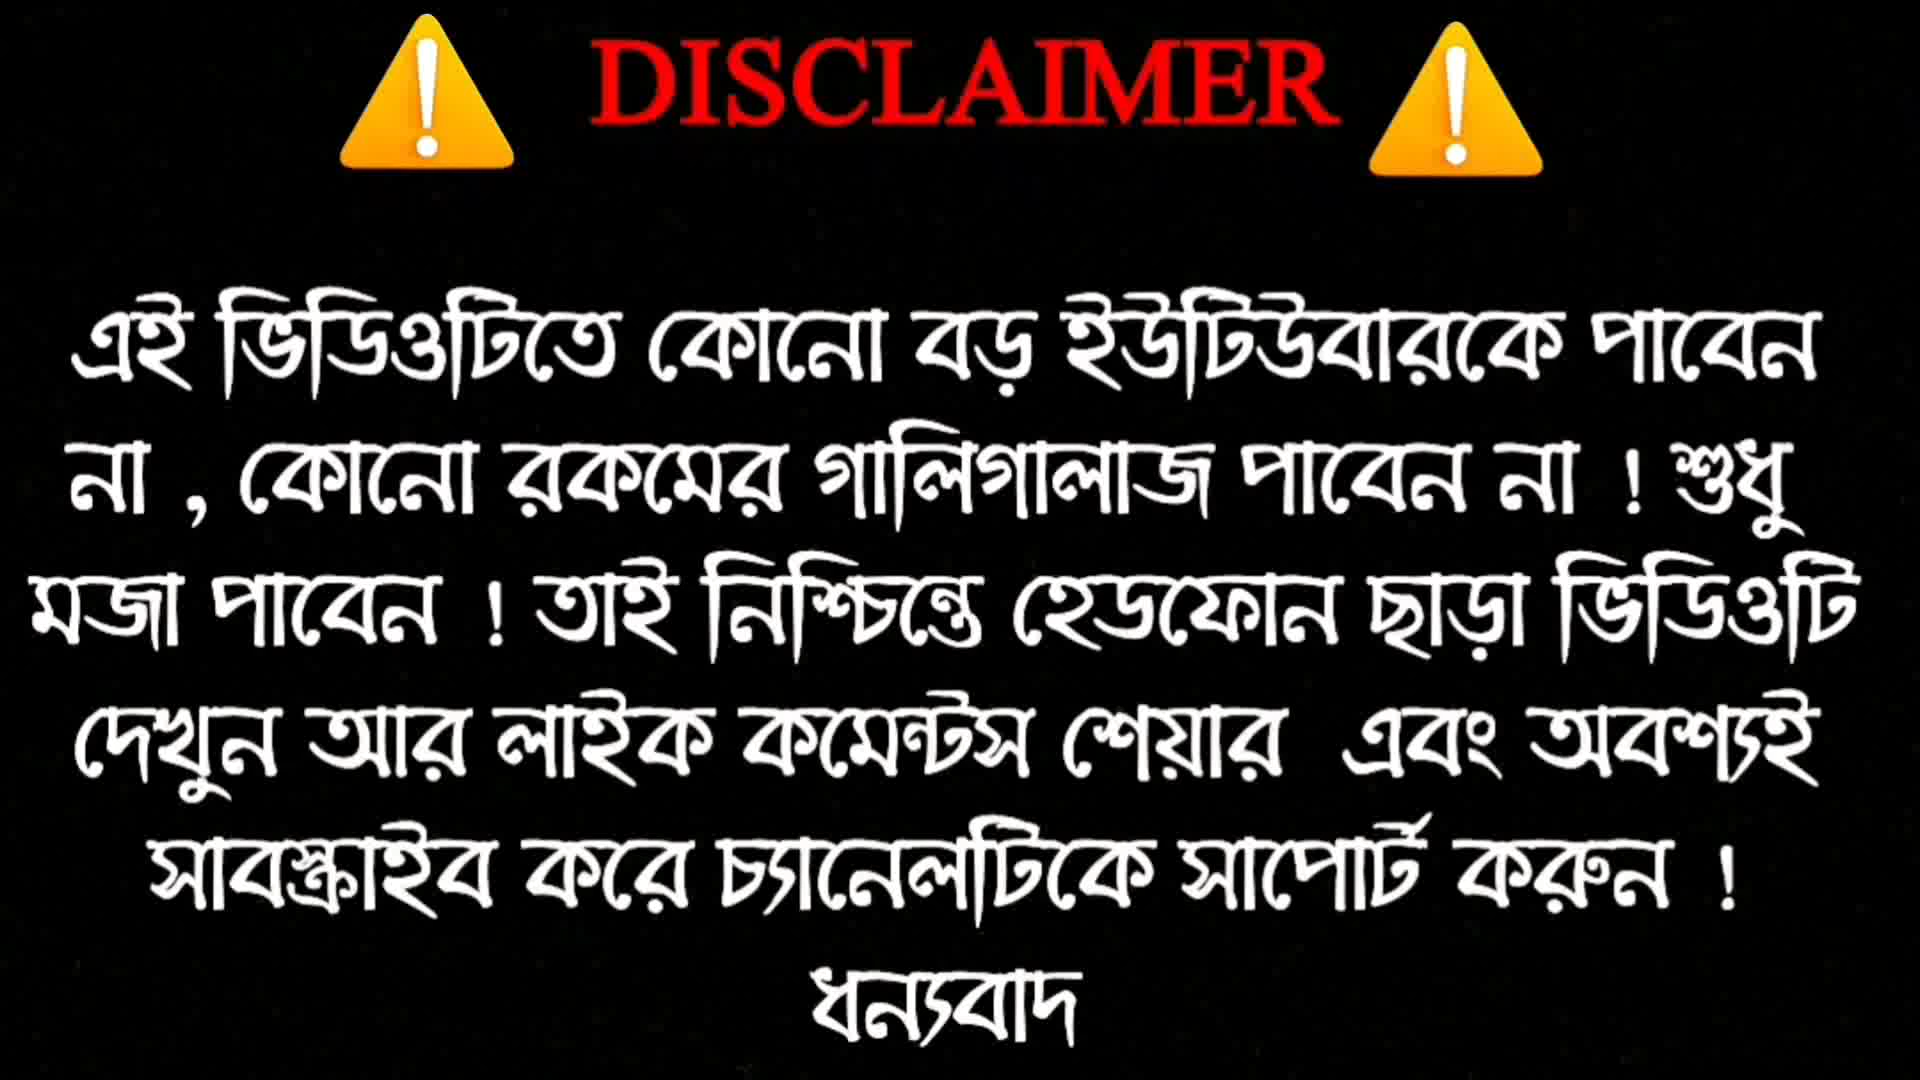 DISCLAIMER
এই ভিডিওটিতে কোনো বড় ইউটিউবারকে পাবেন
না , কোনো রকমের গালিগালাজ পাবেন না ! শুধু
মজা পাবেন ! তাই নিশ্চিন্তে হেডফোন ছাড়া ভিডিওটি
দেখুন আর লাইক কমেন্টস শেয়ার এবং অবশ্যই
সাবস্ক্রাইব করে চ্যানেলটিকে সাপোর্ট করুন !
ধন্যবাদ